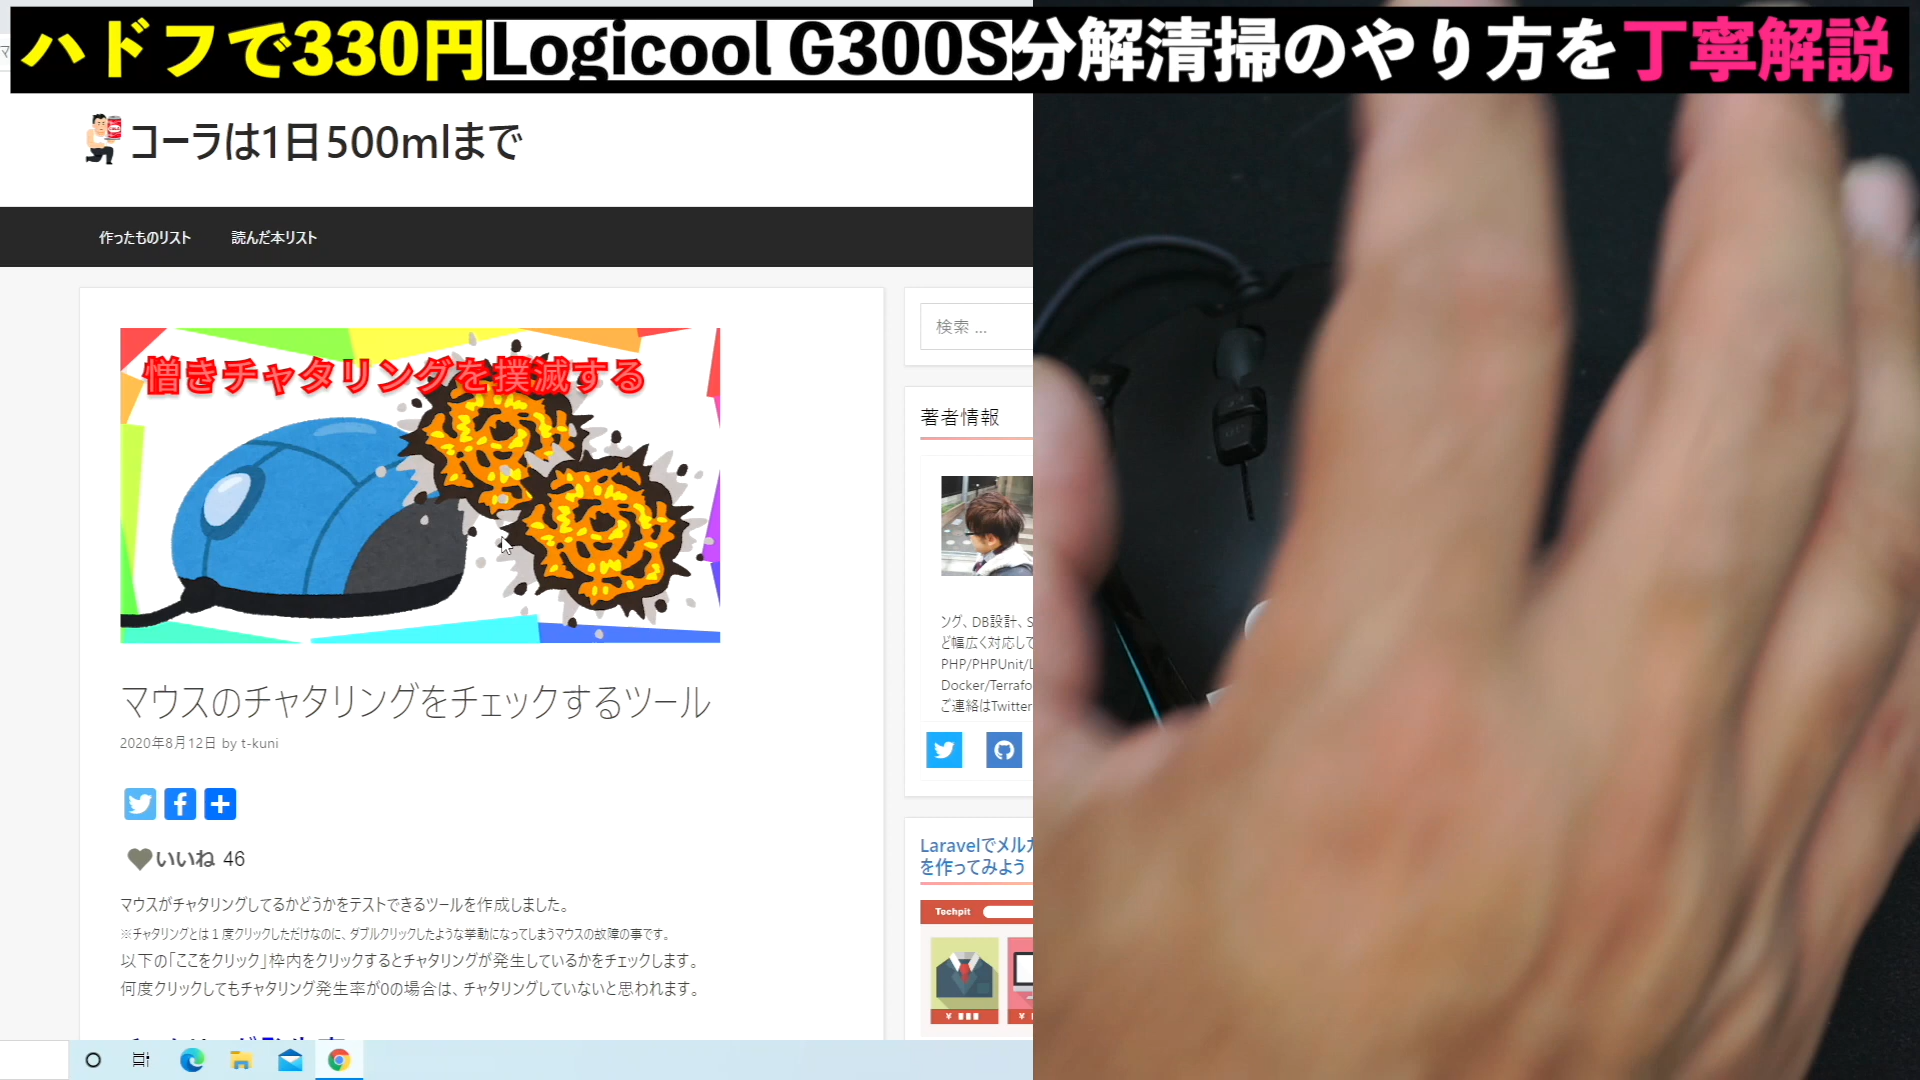 ハドフで330円Logicool G300S分解清掃のやり方を丁寧解説
コーラは1日500mlまで
作ったものリスト 読んだ本リスト
憎きチャタリングを撲滅する
マウスのチャタリングをチェックするツール
2020年8月12日 by t-kuni
いいね 46
マウスがチャタリングしてるかどうかをテストできるツールを作成しました。
※チャタリングとは1度クリックしただけなのに、ダブルクリックしたような挙動になってしまうマウスの故障の事です。
以下の「ここをクリック」枠内をクリックするとチャタリングが発生しているかをチェックします。
何度クリックしてもチャタリング発生率が0の場合は、チャタリングしていないと思われます。
検索 ...
著者情報
ング、DB設計、S
ど幅広く対応して
PHP/PHPUnit/L
Docker/Terrafo
ご連絡はTwitter
Laravelでメルカ
を作ってみよう
Techpit